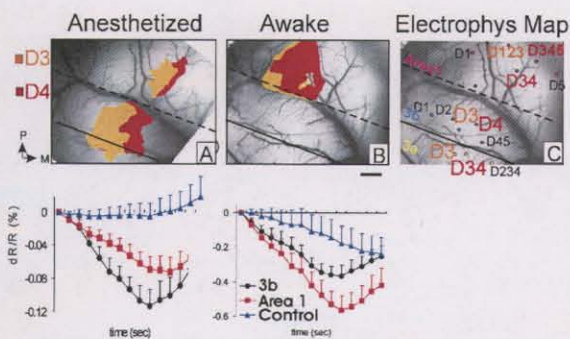 Anesthetized Awake Electrophys Map
D3
D4
P
M
A
B
C
Area1
D1
D123
D345
D34
D5
3b
D1
D2
D3
D4
D45
3a
D3
D34
D234
dR/R (%)
0
-0.04
-0.08
-0.12
time (sec)
0
-0.2
-0.4
-0.6
3b
Area 1
Control
time (sec)